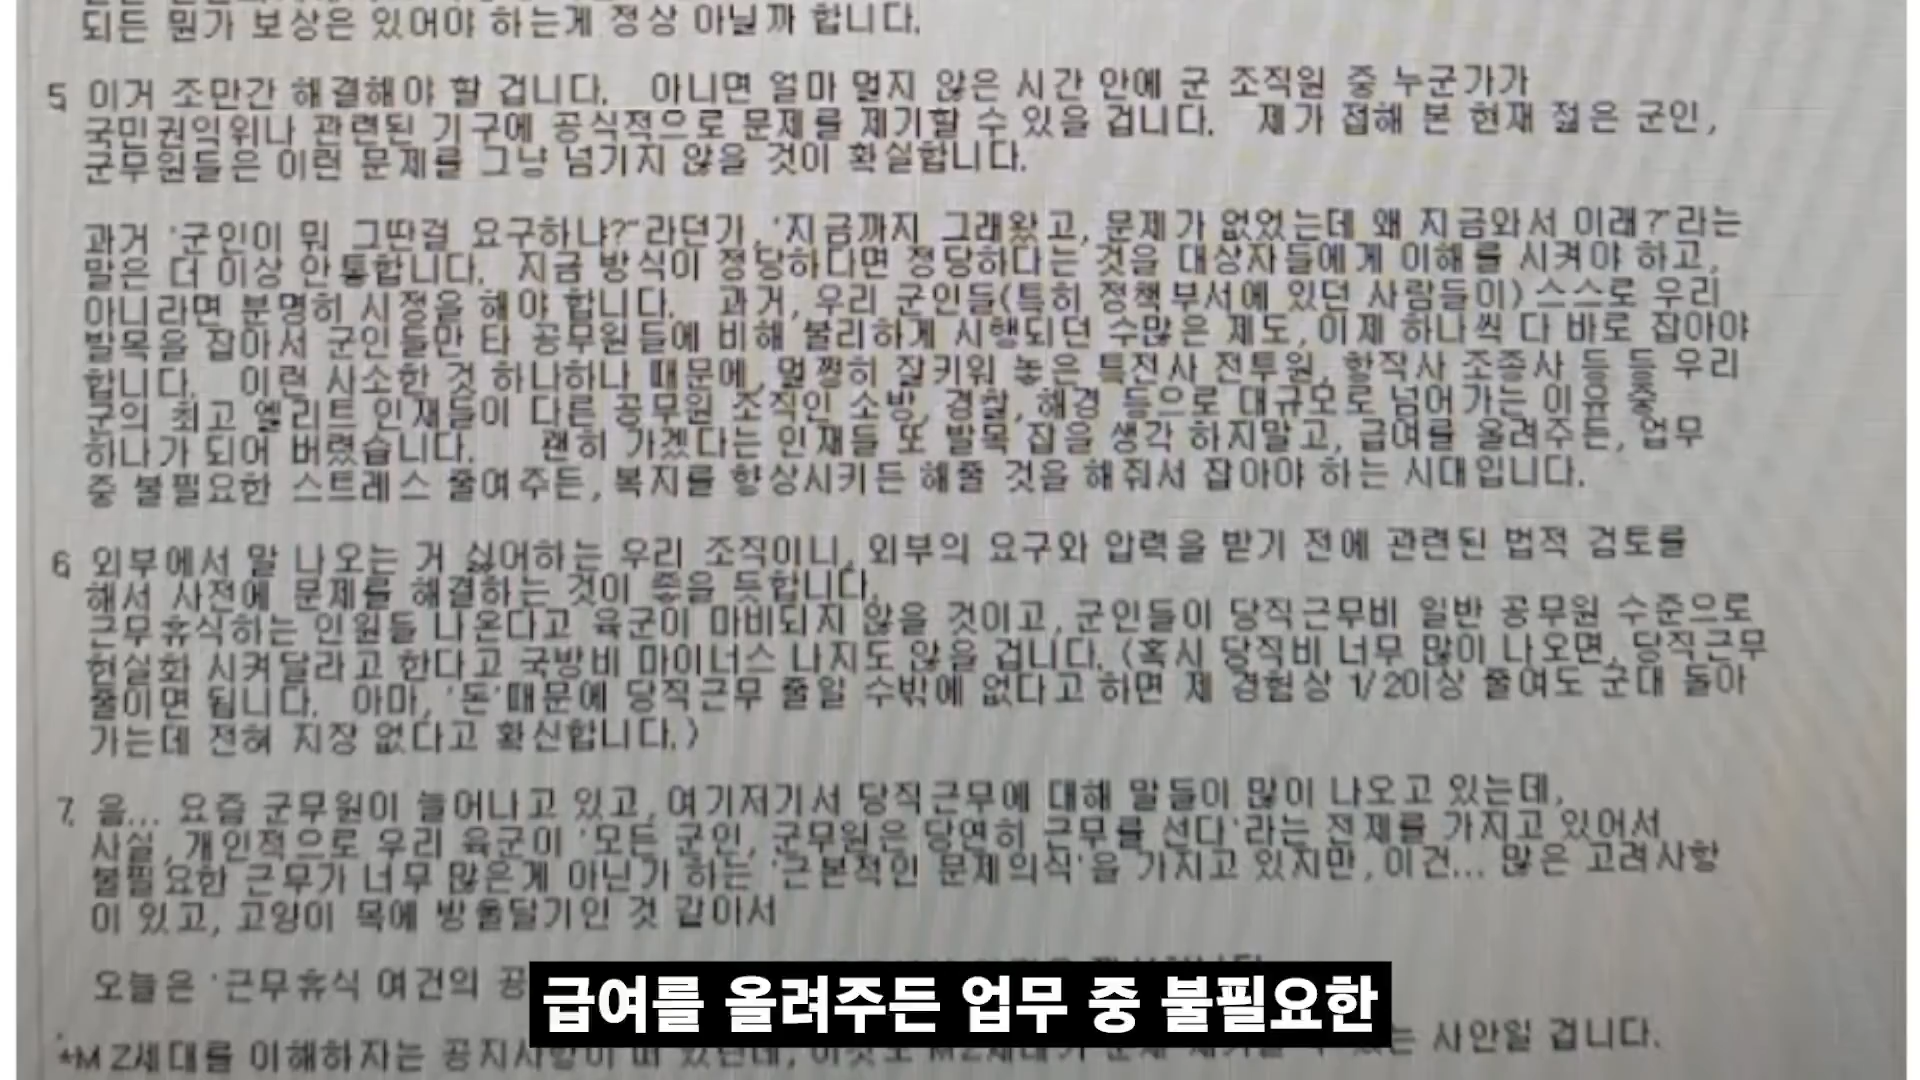 되든 뭔가 보상은 있어야 하는게 정상 아닐까 합니다.
5. 이거 조만간 해결해야 할 겁니다. 아니면 얼마 멀지 않은 시간 안에 군 조직원 중 누군가가
국민권익위나 관련된 기구에 공식적으로 문제를 제기할 수 있을 겁니다. 제가 접해 본 현재 젊은 군인,
군무원들은 이런 문제를 그냥 넘기지 않을 것이 확실합니다.
과거 '군인이 뭐 그딴걸 요구하냐?'라던가, '지금까지 그래왔고, 문제가 없었는데 왜 지금와서 이래?'라는
말은 더 이상 안통합니다. 지금 방식이 정당하다면 정당하다는 것을 대상자들에게 이해를 시켜야 하고,
아니라면 분명히 시정을 해야 합니다. 과거, 우리 군인들(특히 정책부서에 있던 사람들이) 스스로 우리
발목을 잡아서 군인들만 타 공무원들에 비해 불리하게 시행되던 수많은 제도, 이제 하나씩 다 바로 잡아야
합니다. 이런 사소한 것 하나하나 때문에, 멀쩡히 잘키워 놓은 특전사 전투원, 항작사 조종사 등 등 우리
군의 최고 엘리트 인재들이 다른 공무원 조직인 소방, 경찰, 해경 등으로 대규모로 넘어가는 이유 중
하나가 되어 버렸습니다. 괜히 가겠다는 인재들 또 발목 잡을 생각 하지말고, 급여를 올려주든, 업무
중 불필요한 스트레스 줄여주든, 복지를 향상시키든 해줄 것을 해줘서 잡아야 하는 시대입니다.
6. 외부에서 말 나오는 거 싫어하는 우리 조직이니, 외부의 요구와 압력을 받기 전에 관련된 법적 검토를
해서 사전에 문제를 해결하는 것이 좋을 듯합니다.
근무휴식하는 인원들 나온다고 육군이 마비되지 않을 것이고, 군인들이 당직근무비 일반 공무원 수준으로
현실화 시켜달라고 한다고 국방비 마이너스 나지도 않을 겁니다. (혹시 당직비 너무 많이 나오면, 당직근무
줄이면 됩니다. 아마, '돈'때문에 당직근무 줄일 수밖에 없다고 하면 제 경험상 1/2이상 줄여도 군대 돌아
가는데 전혀 지장 없다고 확신합니다.)
7. 음... 요즘 군무원이 늘어나고 있고, 여기저기서 당직근무에 대해 말들이 많이 나오고 있는데,
사실, 개인적으로 우리 육군이 '모든 군인, 군무원은 당연히 근무를 선다'라는 전제를 가지고 있어서
불필요한 근무가 너무 많은게 아닌가 하는 '근본적인 문제의식'을 가지고 있지만, 이건... 많은 고려사항
이 있고, 고양이 목에 방울달기인 것 같아서
오늘은 '근무휴식 여건의
급여를 올려주든 업무 중 불필요한
*MZ세대를 이해하자는 공지사항이 사안일 겁니다.